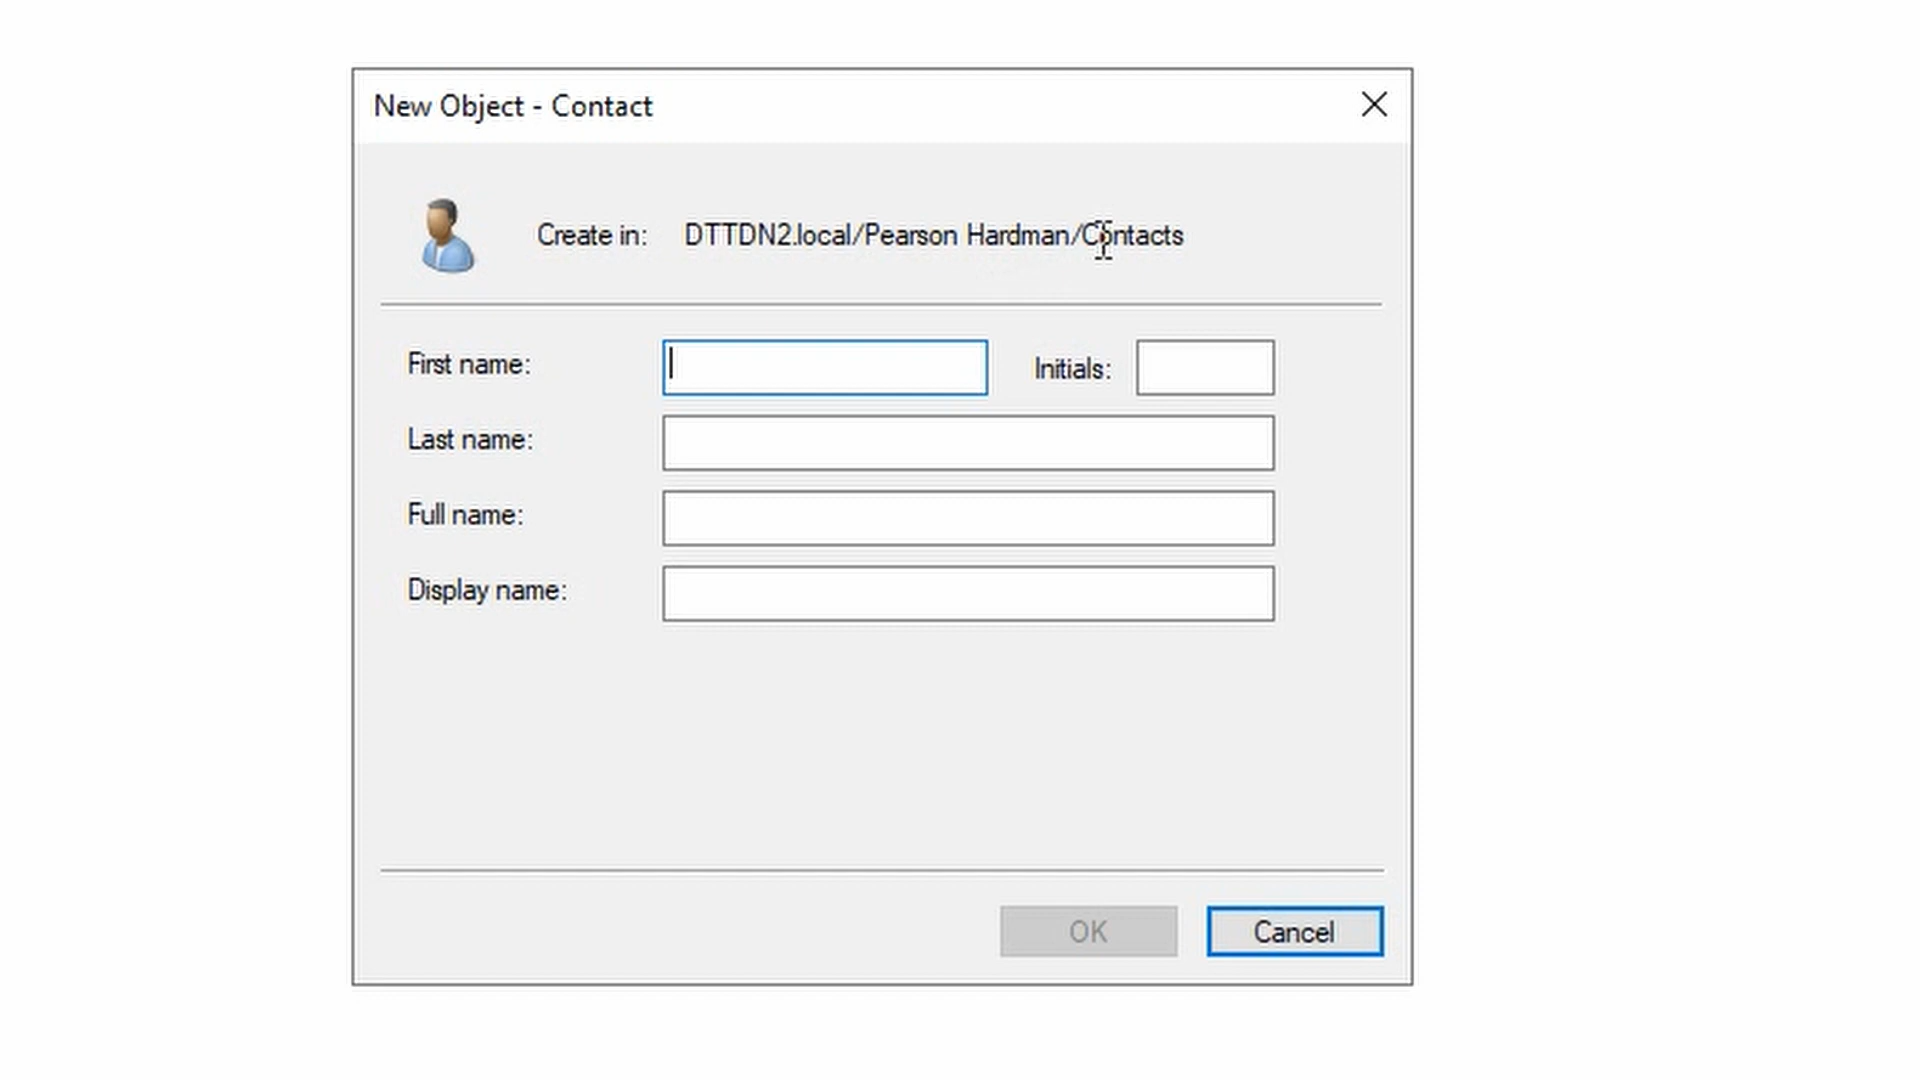 New Object - Contact
Create in: DTTDN2.local/Pearson Hardman/Contacts
First name: Initials:
Last name:
Full name:
Display name:
OK Cancel